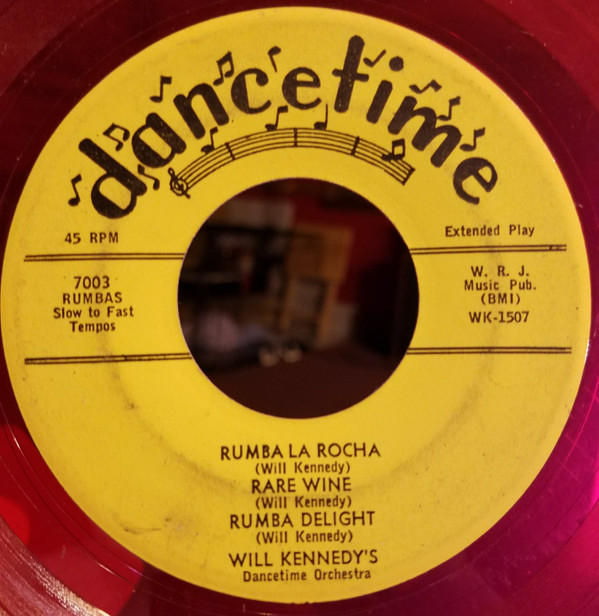 dancetime
45 RPM
Extended Play
7003
RUMBAS
Slow to Fast
Tempos
W. R. J.
Music Pub.
(BMI)
WK-1507
RUMBA LA ROCHA
(Will Kennedy)
RARE WINE
(Will Kennedy)
RUMBA DELIGHT
(Will Kennedy)
WILL KENNEDY'S
Dancetime Orchestra